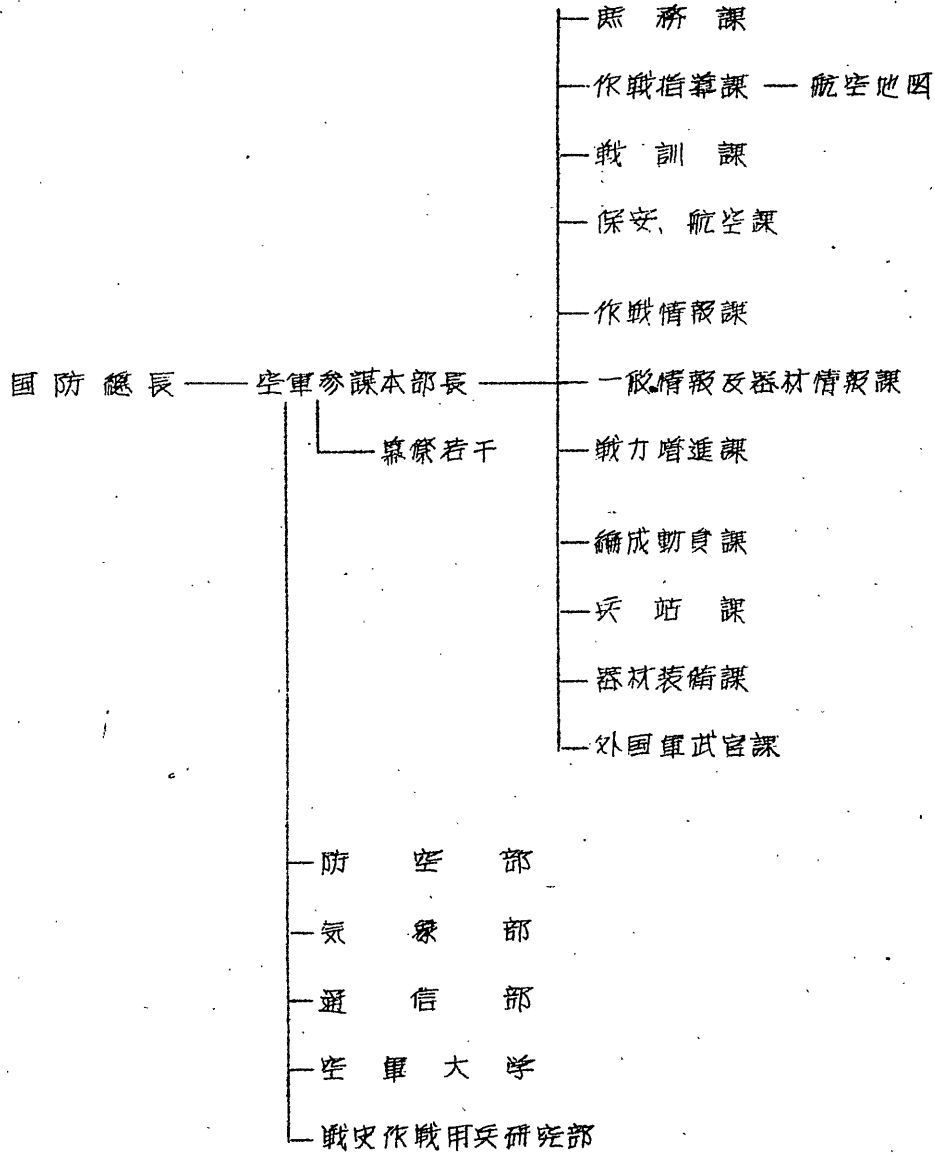 庶務課
作戦指導課 — 航空地図
戦訓課
保安、航空課
作戦情報課
国防総長 — 空軍参謀本部長 — 一般情報及器材情報課
幕僚若干
戦力増進課
編成動員課
兵站課
器材装備課
外国軍武官課
防空部
気象部
通信部
空軍大学
戦史作戦用兵研究部